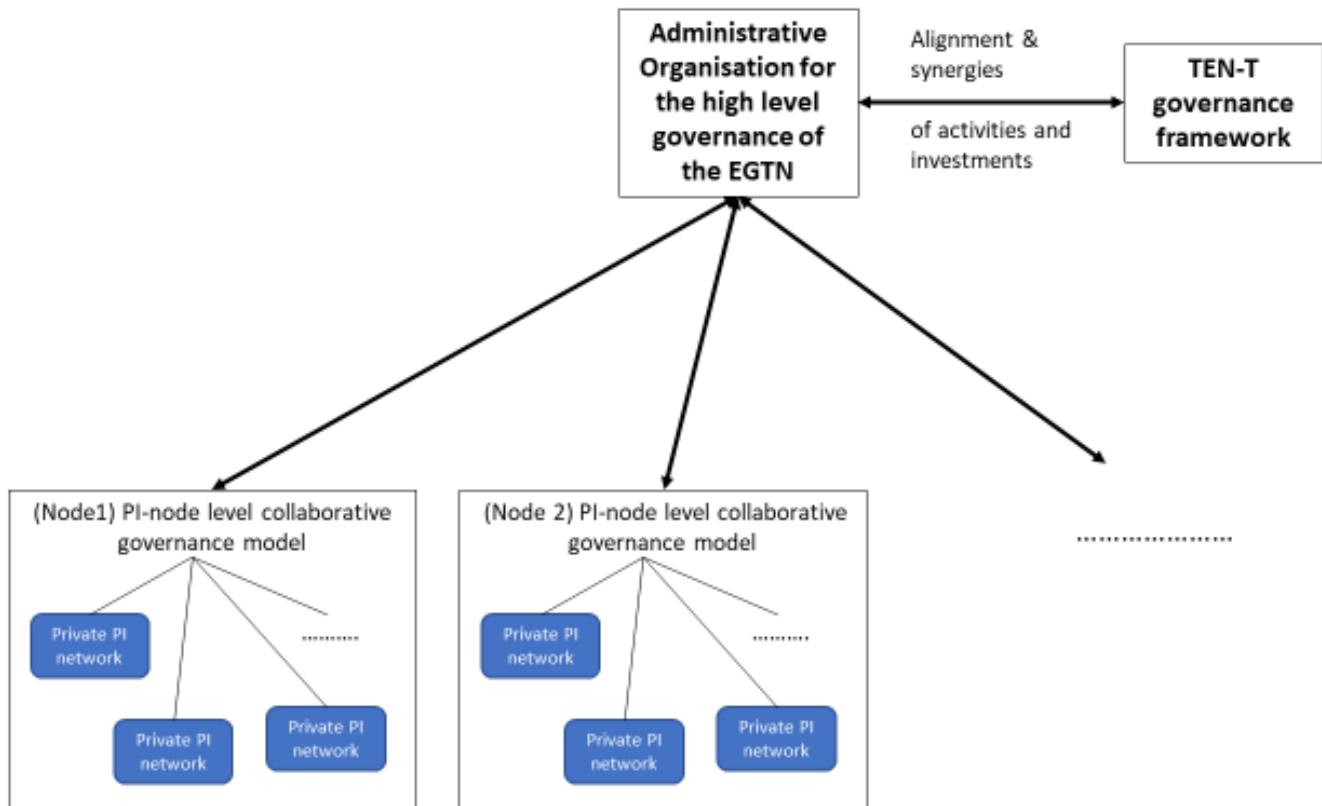 Administrative
Organisation for
the high level
governance of
the EGTN
Alignment &
synergies
of activities and
investments
TEN-T
governance
framework
(Node1) PI-node level collaborative
governance model
Private PI
network
..........
Private PI
network
Private PI
network
(Node 2) PI-node level collaborative
governance model
Private PI
network
..........
Private PI
network
Private PI
network
......................